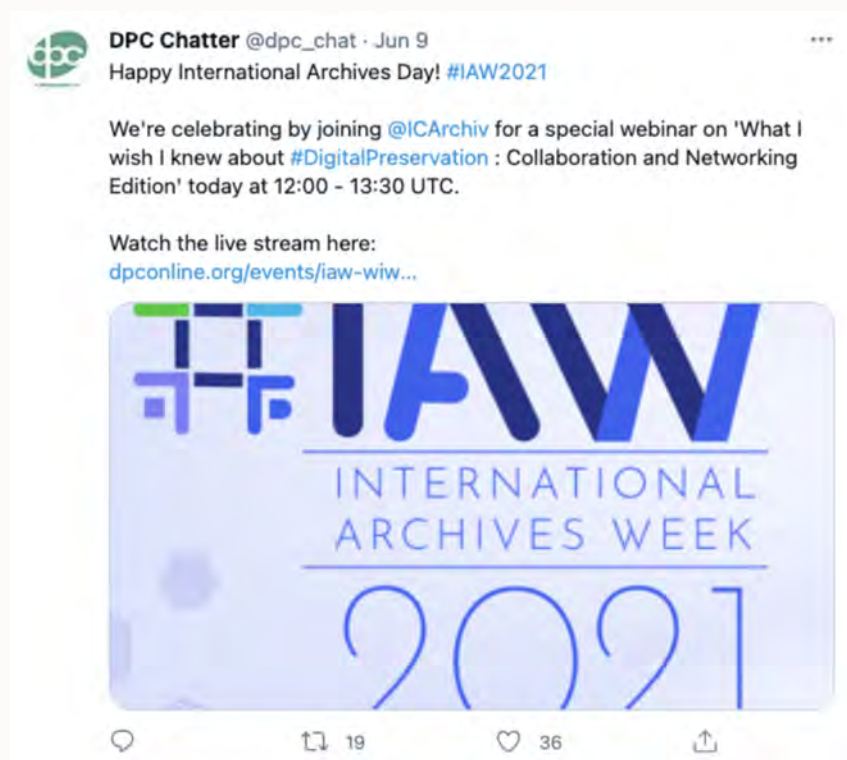 dpc
DPC Chatter @dpc_chat · Jun 9
Happy International Archives Day! #IAW2021
We're celebrating by joining @ICArchiv for a special webinar on 'What I
wish I knew about #DigitalPreservation : Collaboration and Networking
Edition' today at 12:00 - 13:30 UTC.
Watch the live stream here:
dpconline.org/events/iaw-wiw...
#IAW
INTERNATIONAL
ARCHIVES WEEK
2021
19 36